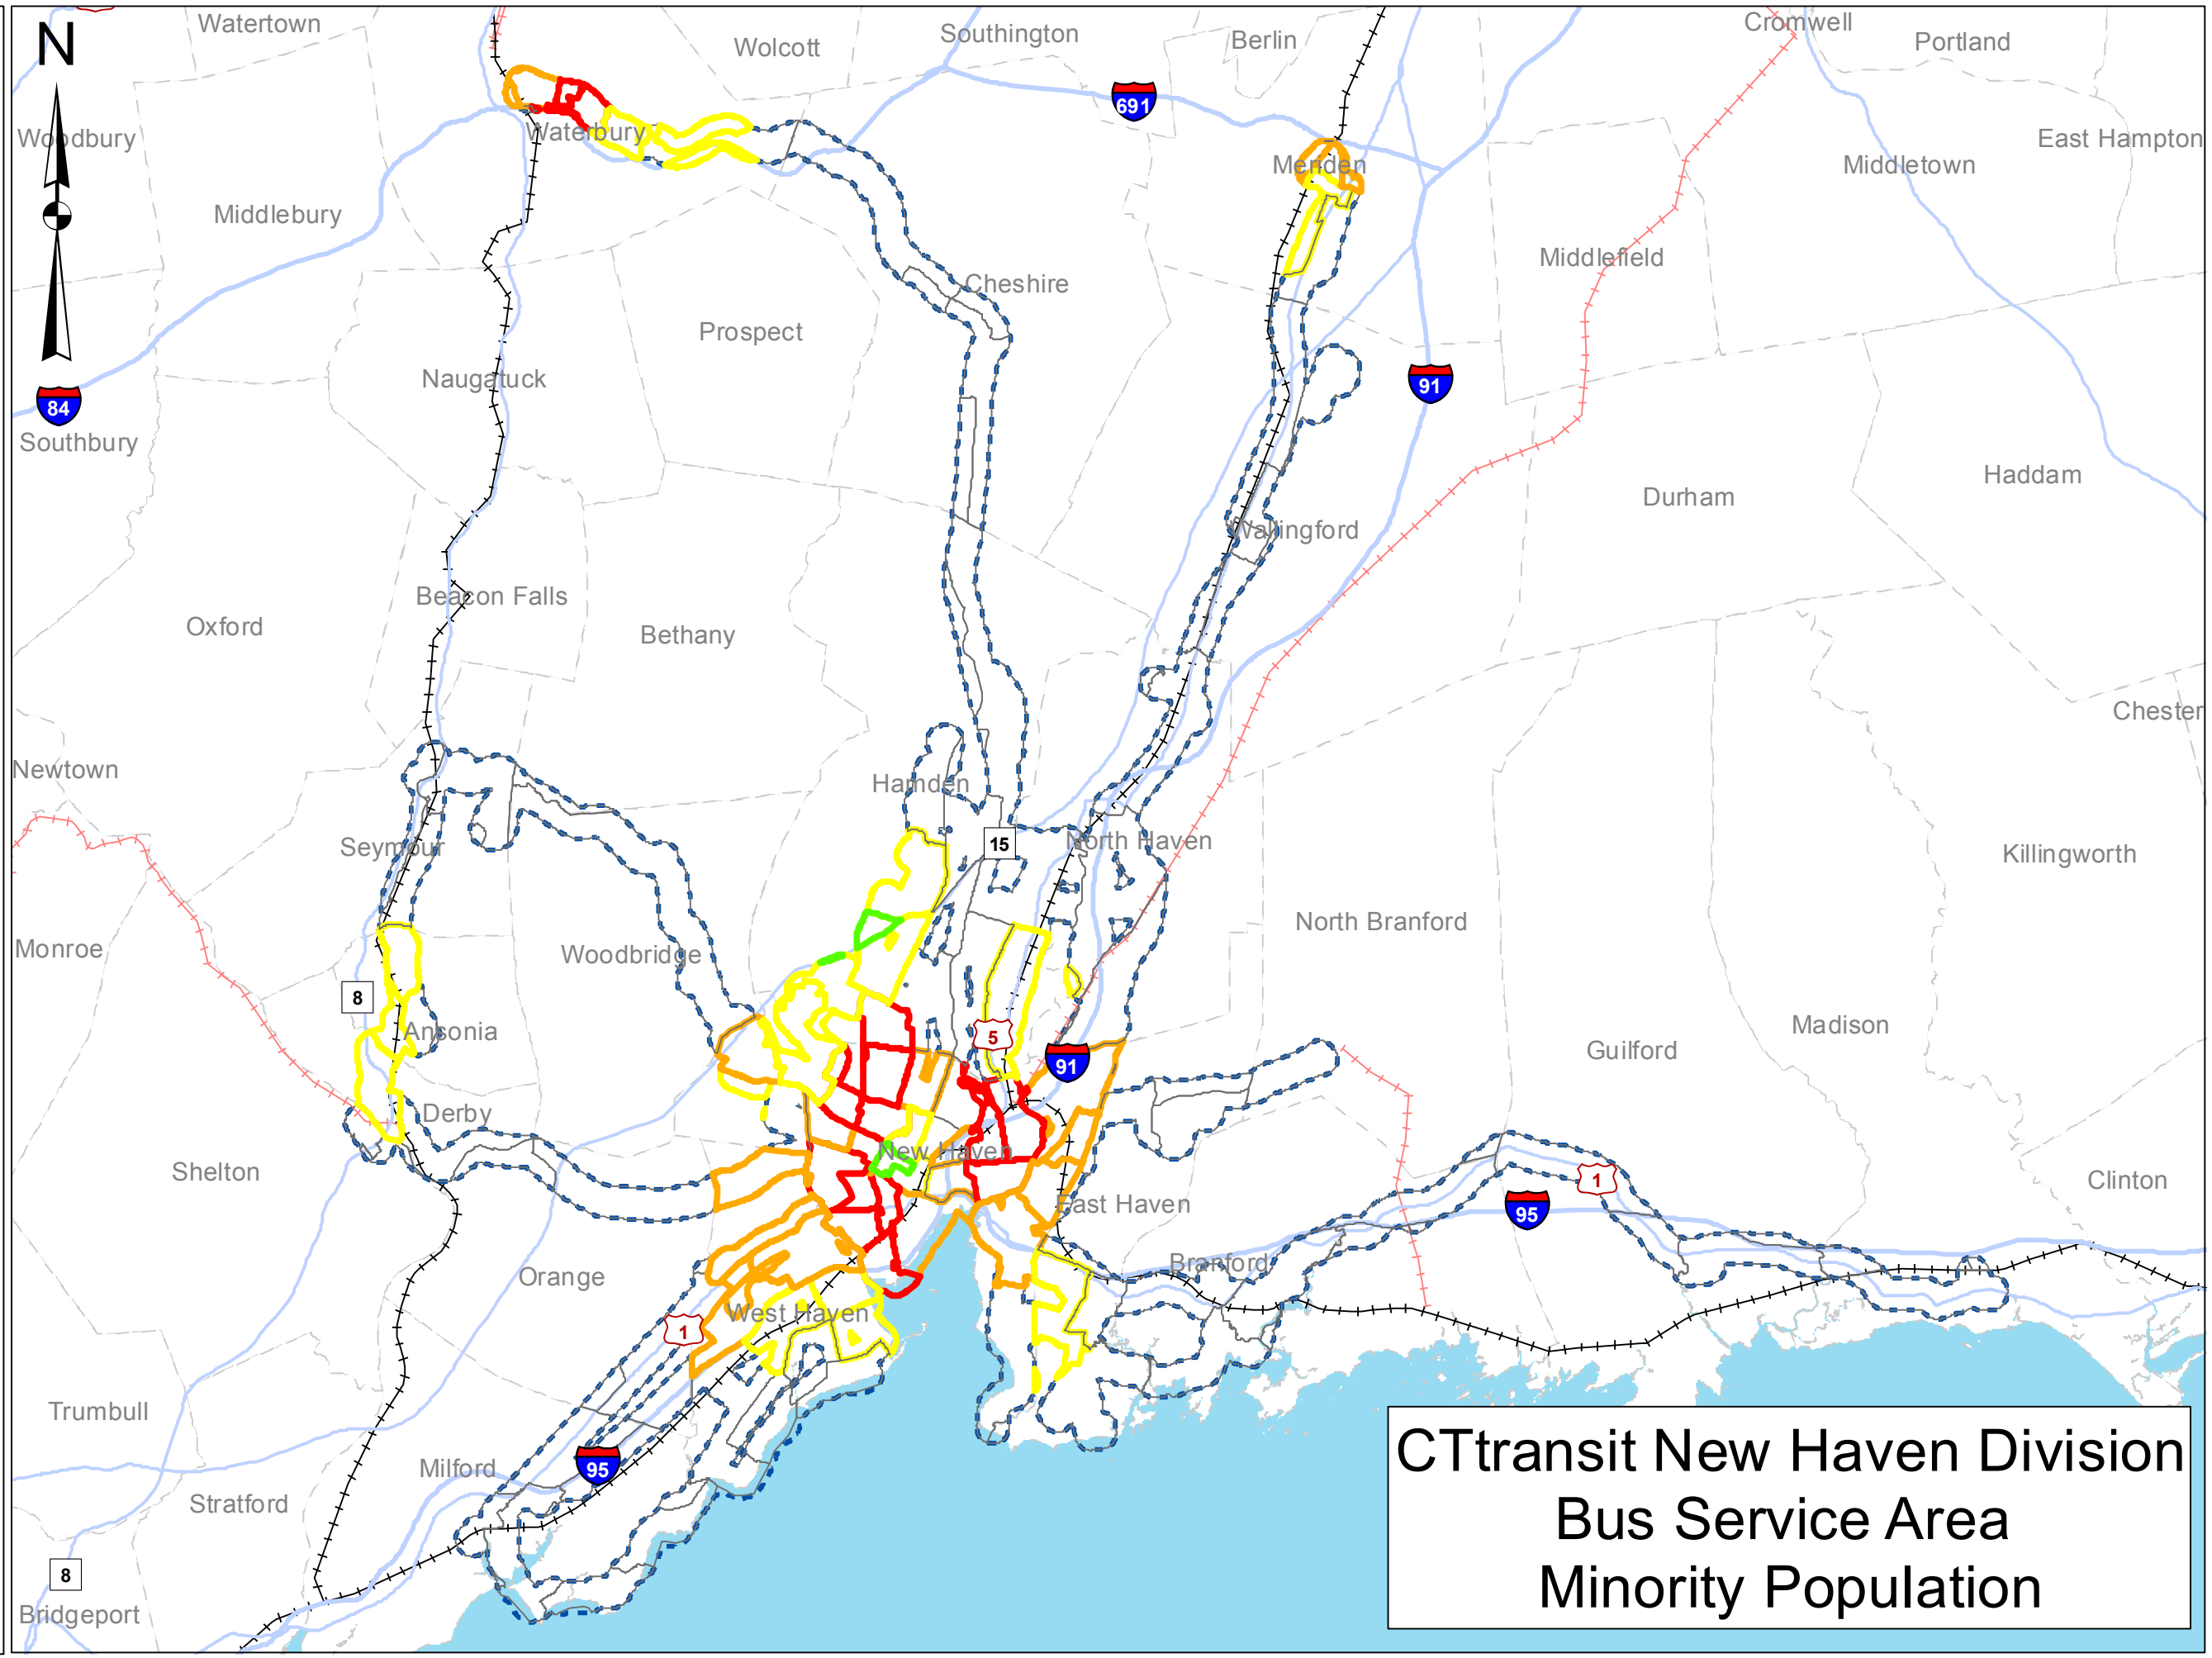 N
Watertown
Wolcott
Southington
Berlin
Cromwell
Portland
691
Woodbury
Waterbury
Meriden
Middletown
East Hampton
Middlebury
Middlefield
Cheshire
Prospect
Naugatuck
91
84
Southbury
Haddam
Durham
Wallingford
Beacon Falls
Oxford
Bethany
Chester
Newtown
Hamden
15
North Haven
Seymour
Killingworth
North Branford
Monroe
Woodbridge
8
Ansonia
5
91
Madison
Guilford
Derby
New Haven
Shelton
Clinton
1
95
East Haven
Branford
Orange
West Haven
1
Trumbull
Milford
95
Stratford
8
Bridgeport
CTtransit New Haven Division
Bus Service Area
Minority Population